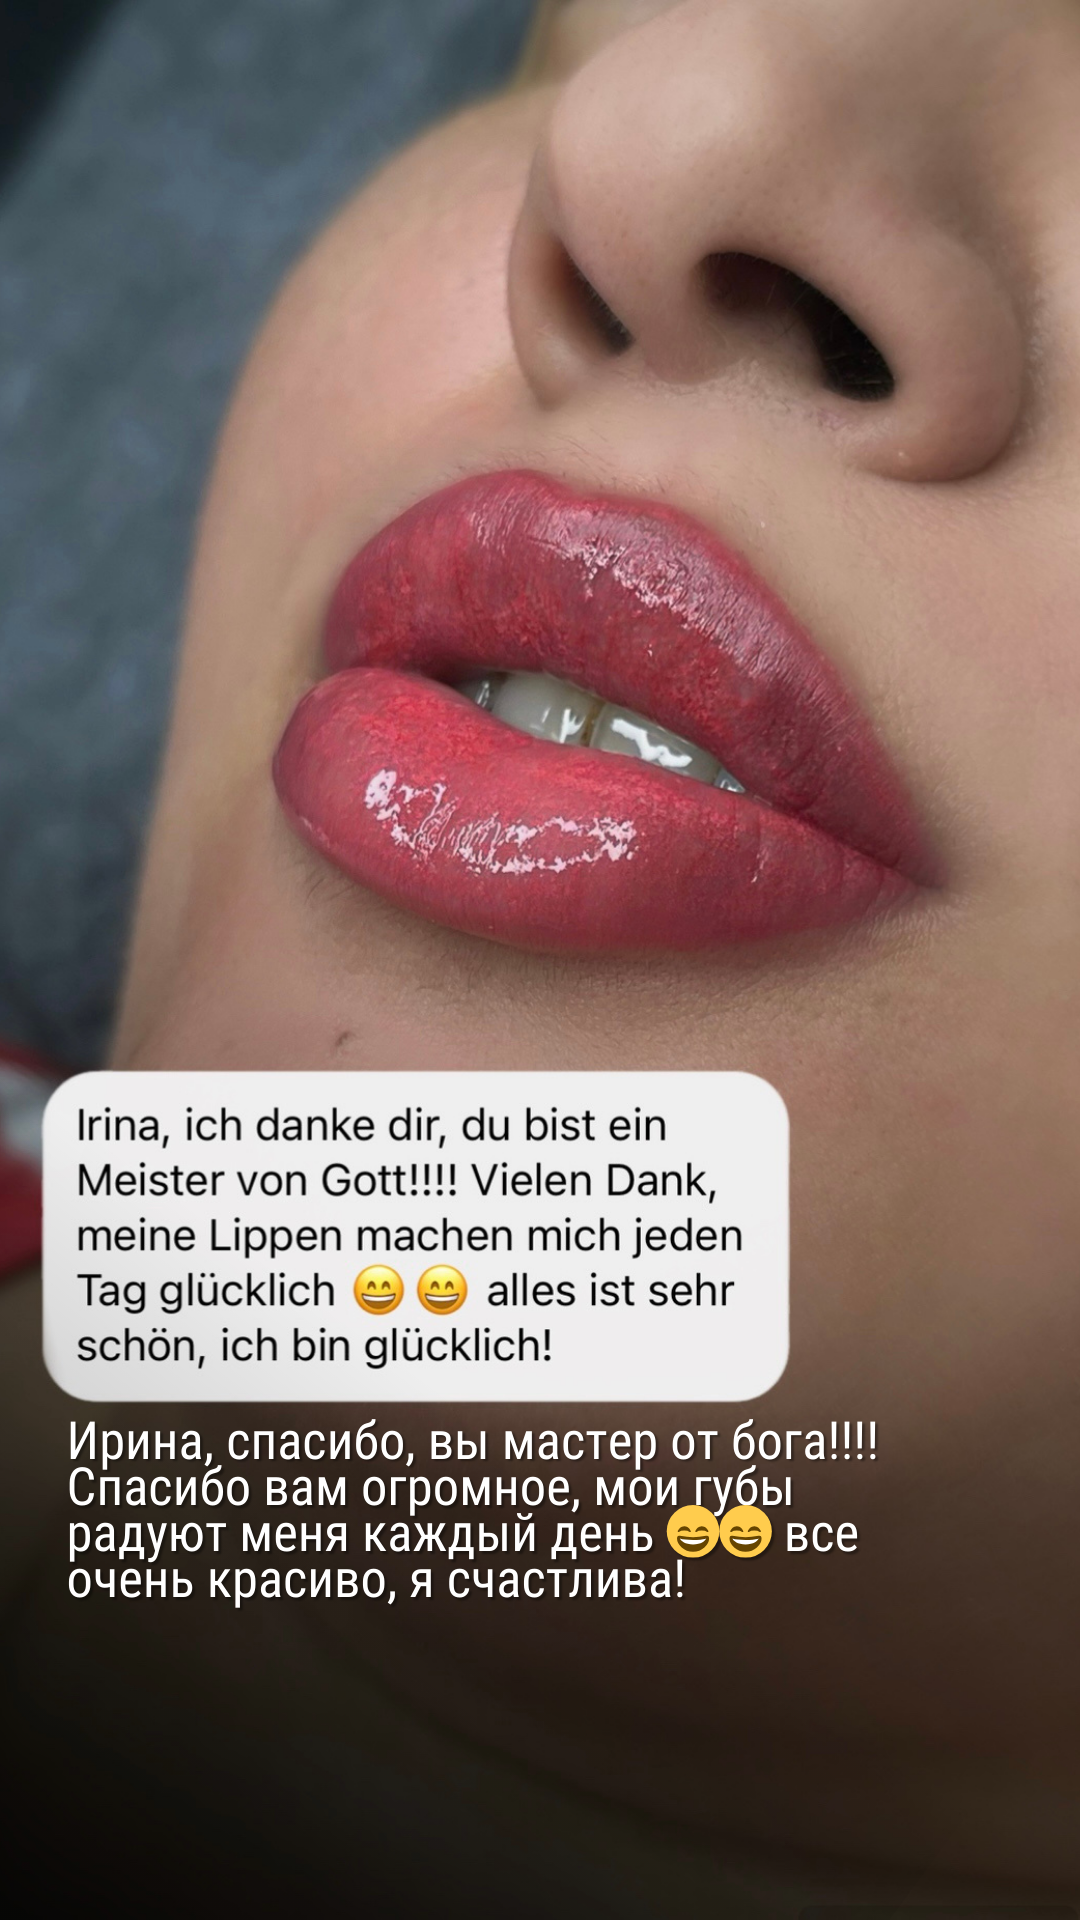 Irina, ich danke dir, du bist ein
Meister von Gott!!!! Vielen Dank,
meine Lippen machen mich jeden
Tag glücklich 😄 😄 alles ist sehr
schön, ich bin glücklich!
Ирина, спасибо, вы мастер от бога!!!!
Спасибо вам огромное, мои губы
радуют меня каждый день 😄😄 все
очень красиво, я счастлива!